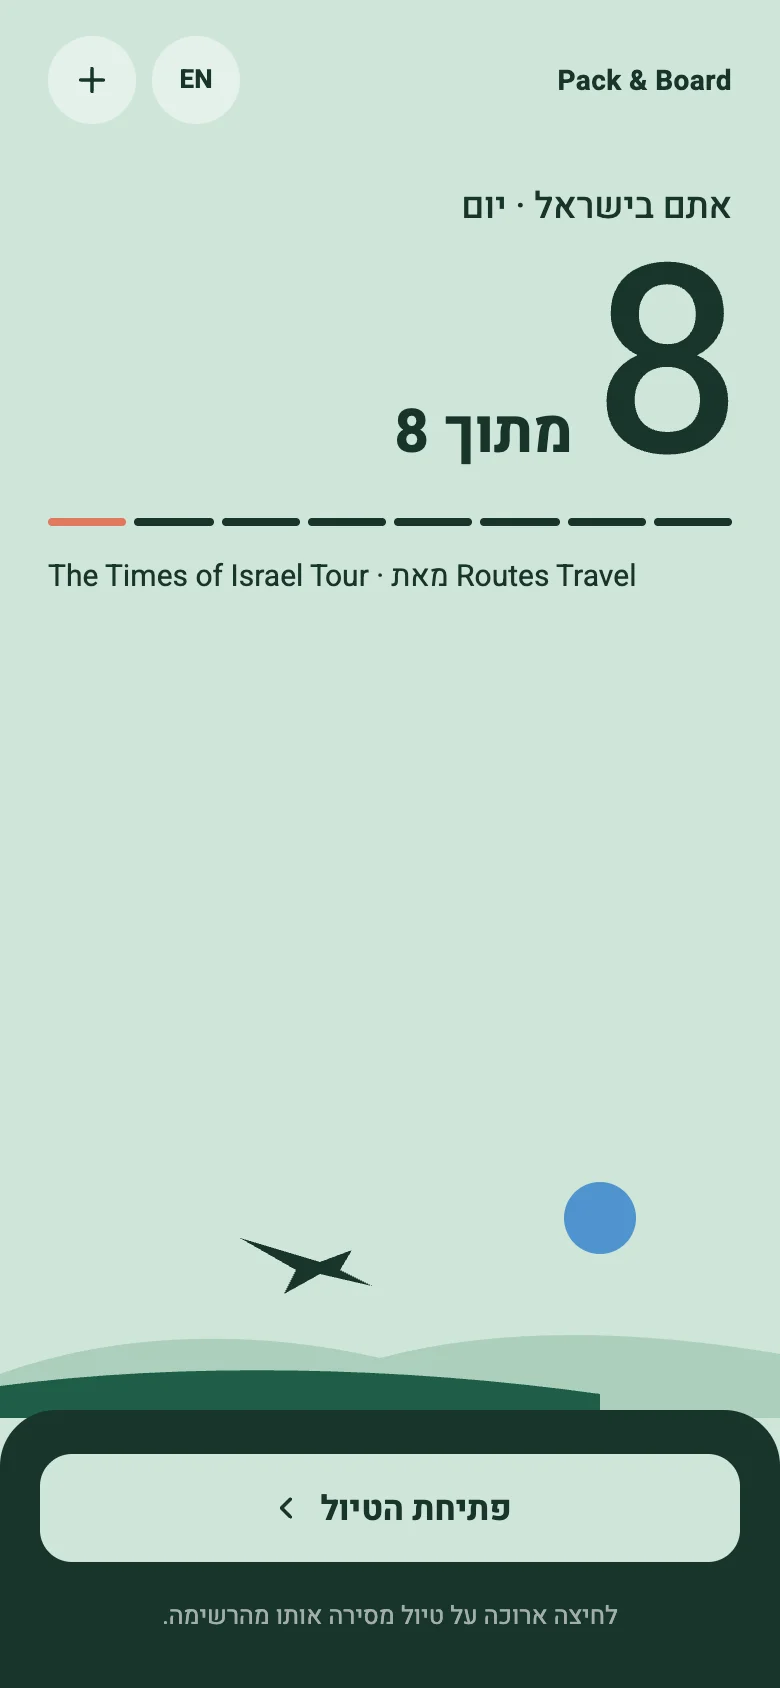 Pack & Board
EN
+
אתם בישראל · יום
8
מתוך 8
The Times of Israel Tour · מאת Routes Travel
פתיחת הטיול
לחיצה ארוכה על טיול מסירה אותו מהרשימה.